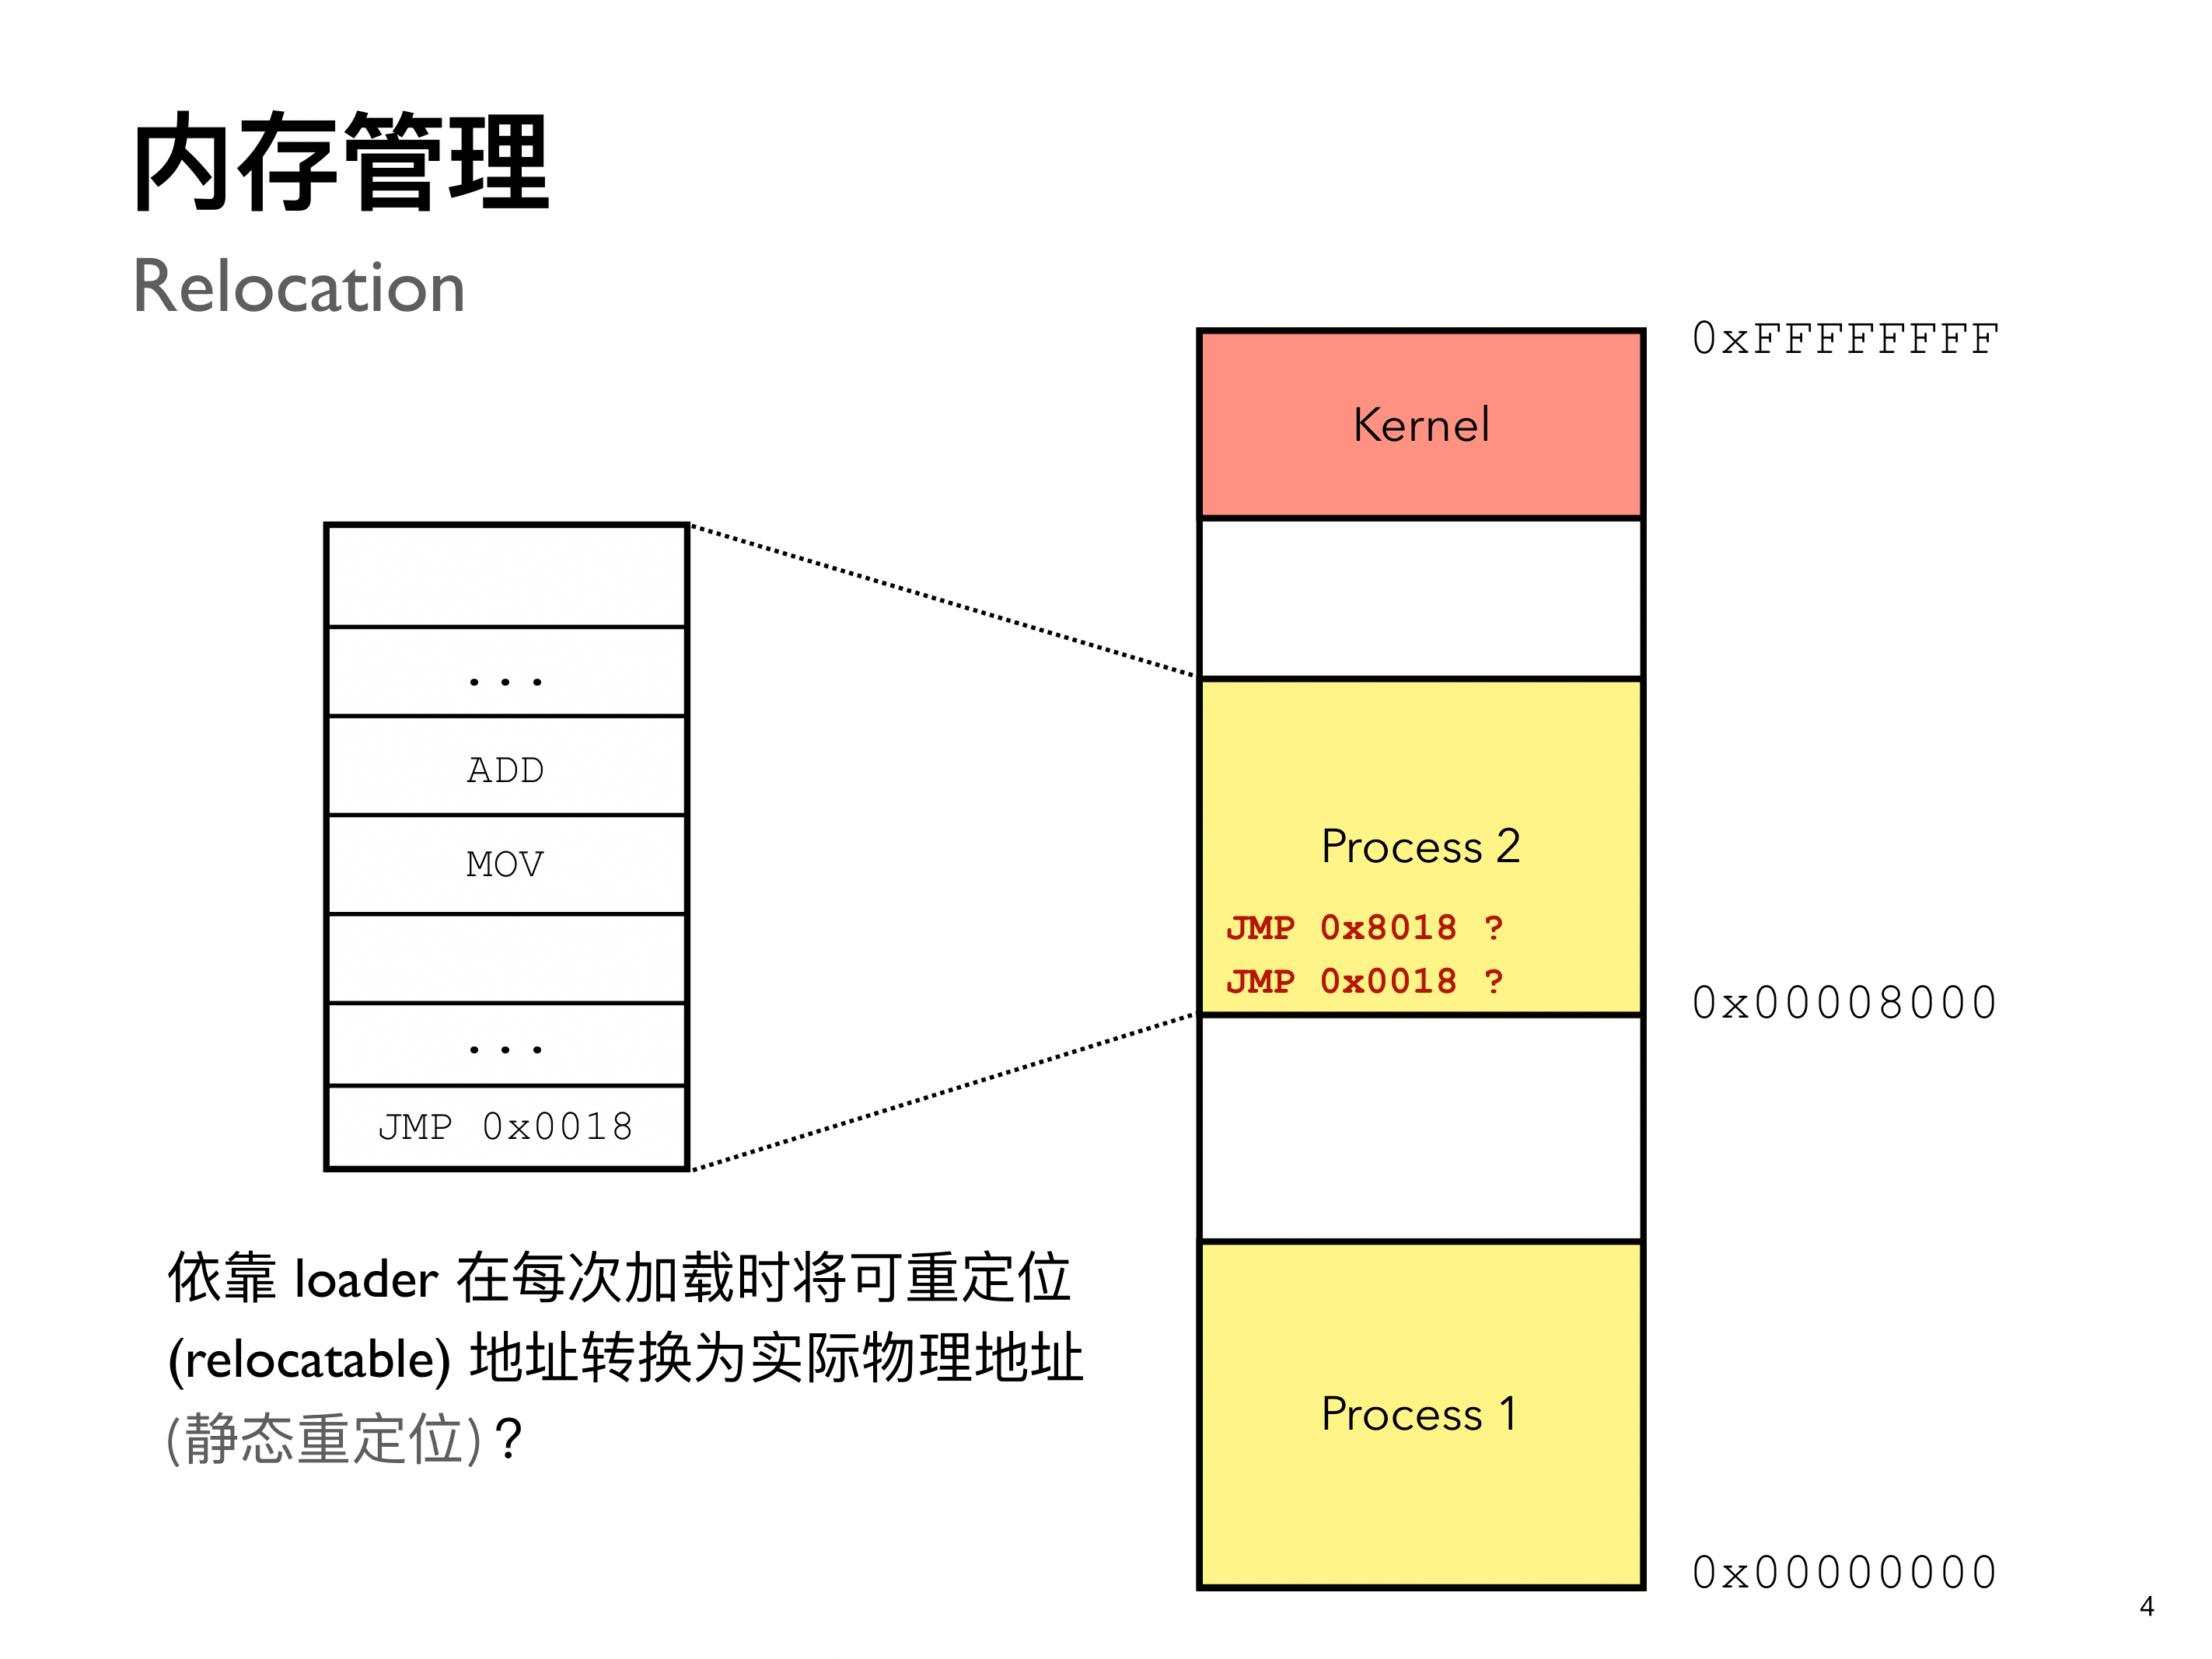 内存管理
Relocation
0xFFFFFFFF
Kernel
...
ADD
MOV
...
JMP 0x0018
Process 2
JMP 0x8018 ?
JMP 0x0018 ?
0x00008000
依靠 loader 在每次加载时将可重定位
(relocatable) 地址转换为实际物理地址
(静态重定位)?
Process 1
0x00000000
4